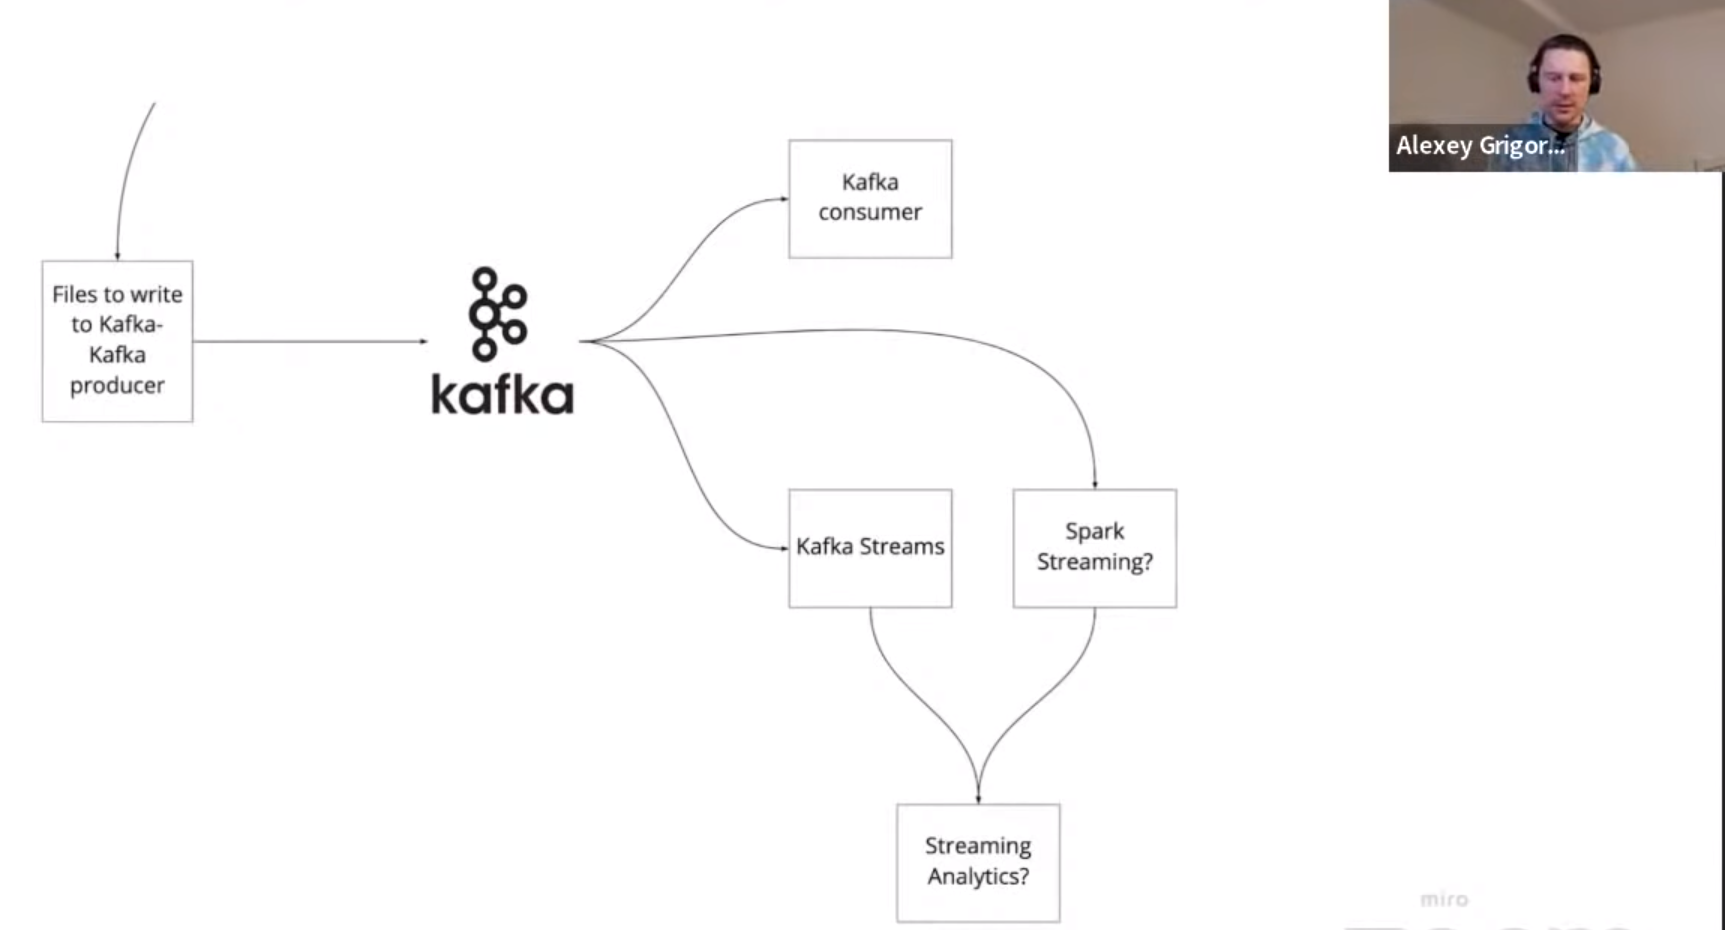 Alexey Grigor...
Kafka
consumer
Files to write
to Kafka-
Kafka
producer
kafka
Kafka Streams
Spark
Streaming?
Streaming
Analytics?
miro